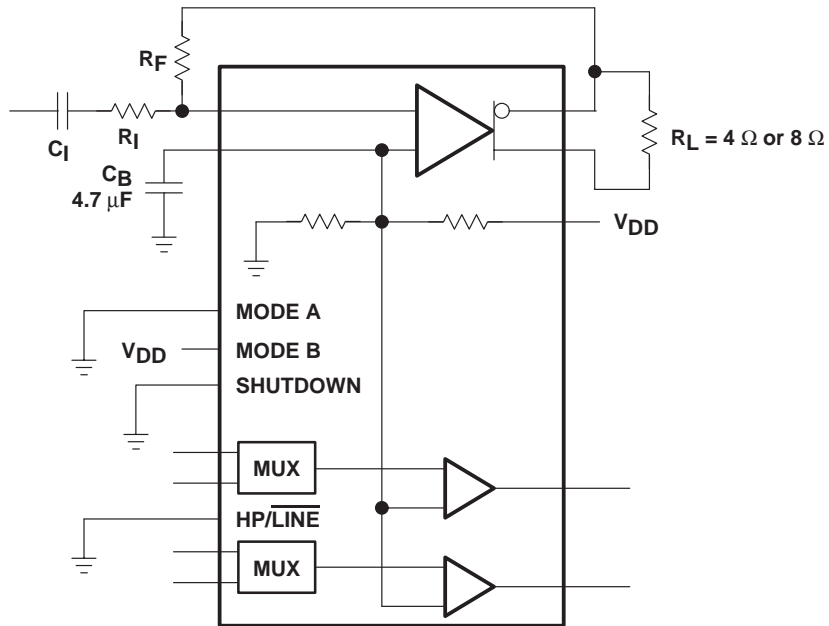 RF
CI
RI
CB
4.7 μF
RL = 4 Ω or 8 Ω
VDD
MODE A
VDD
MODE B
SHUTDOWN
MUX
HP/LINE
MUX